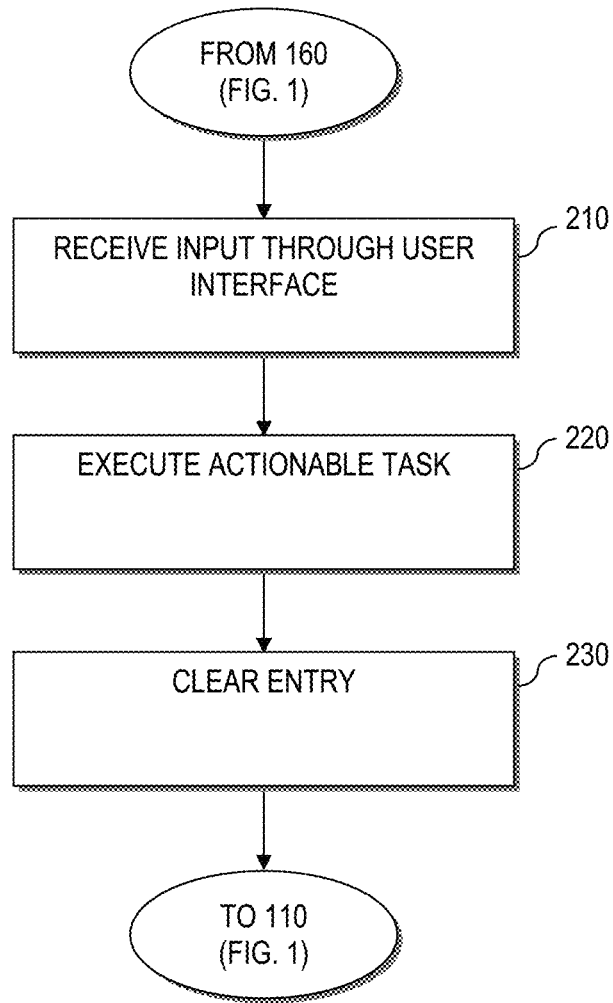 FROM 160
(FIG. 1)
RECEIVE INPUT THROUGH USER
INTERFACE
210
EXECUTE ACTIONABLE TASK
220
CLEAR ENTRY
230
TO 110
(FIG. 1)